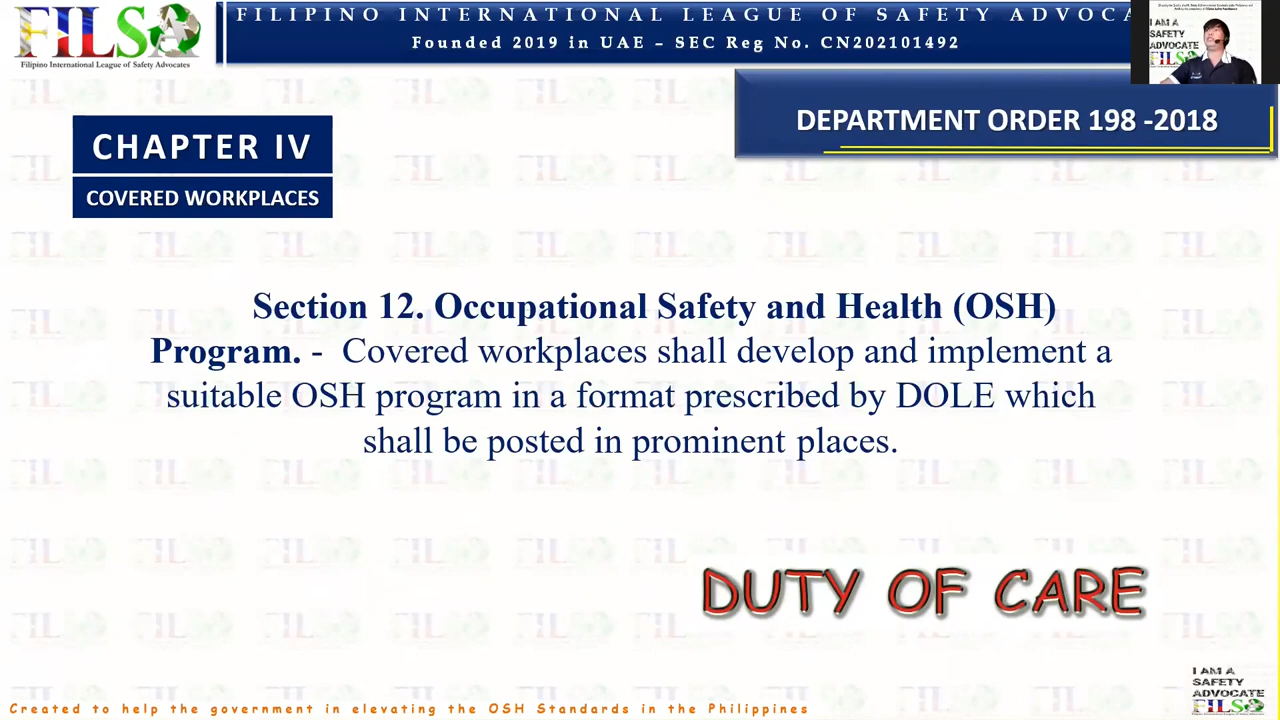 FILSA
Filipino International League of Safety Advocates
FILIPINO INTERNATIONAL LEAGUE OF SAFETY ADVOCA
Founded 2019 in UAE – SEC Reg No. CN202101492
I AM A
SAFETY
ADVOCATE
FILS
DEPARTMENT ORDER 198 -2018
CHAPTER IV
COVERED WORKPLACES
Section 12. Occupational Safety and Health (OSH)
Program. - Covered workplaces shall develop and implement a
suitable OSH program in a format prescribed by DOLE which
shall be posted in prominent places.
DUTY OF CARE
I AM A
SAFETY
ADVOCATE
FILSA
Created to help the government in elevating the OSH Standards in the Philippines